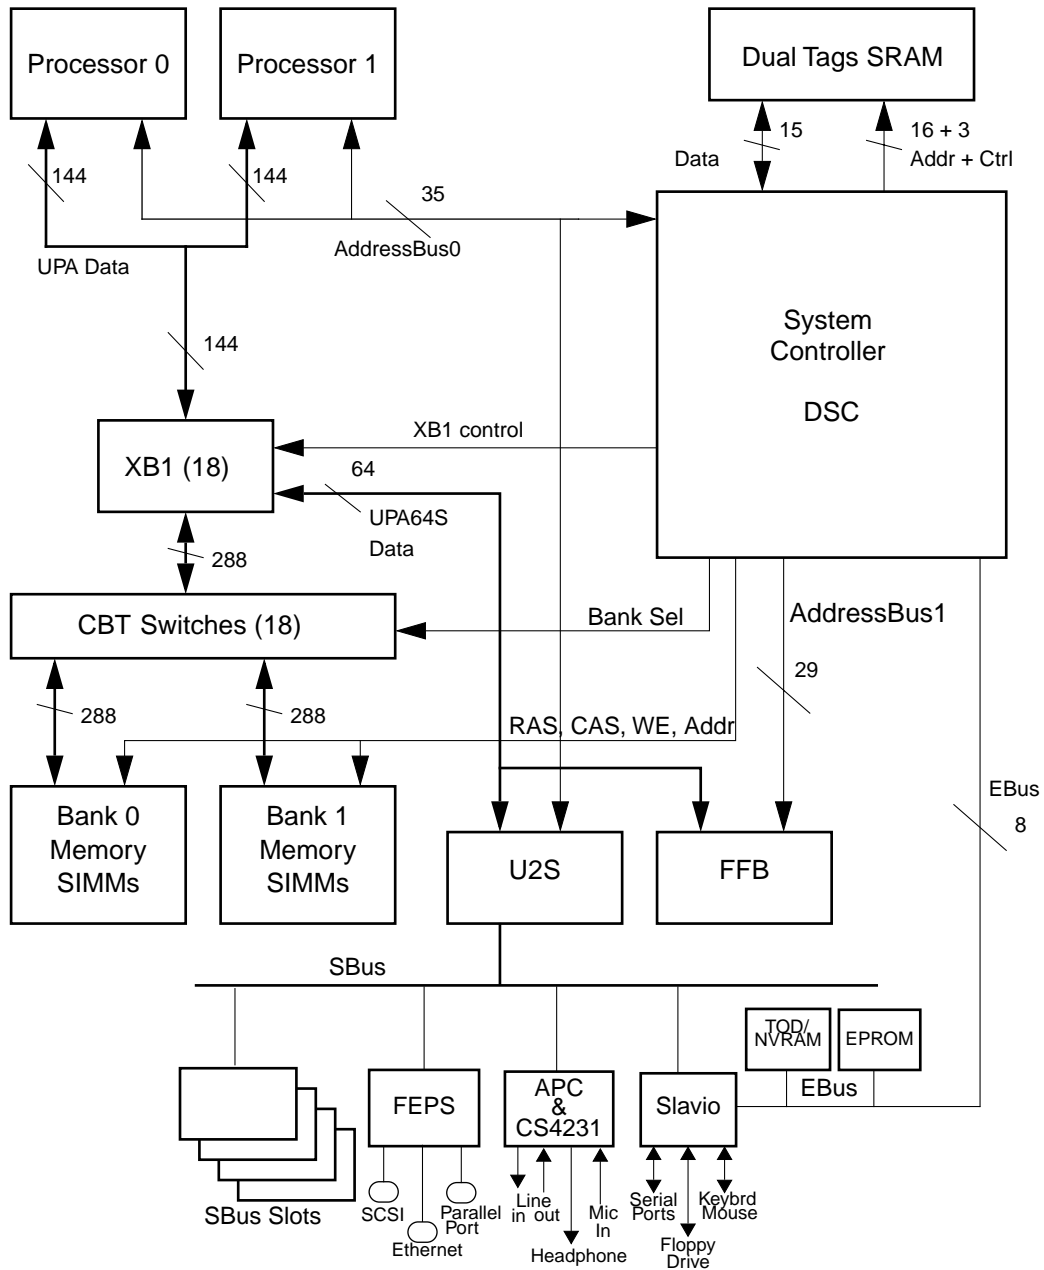 Processor 0
Processor 1
Dual Tags SRAM
15
16 + 3
Data
Addr + Ctrl
144
144
35
AddressBus0
UPA Data
System
Controller
DSC
144
XB1 control
XB1 (18)
64
UPA64S
Data
288
CBT Switches (18)
Bank Sel
AddressBus1
29
288
288
RAS, CAS, WE, Addr
EBus
8
Bank 0
Memory
SIMMs
Bank 1
Memory
SIMMs
U2S
FFB
SBus
TOD/
NVRAM
EPROM
EBus
FEPS
APC
&
CS4231
Slavio
SBus Slots
SCSI
Ethernet
Parallel
Port
Line
in out
Headphone
Mic
In
Serial
Ports
Floppy
Drive
Keybrd
Mouse